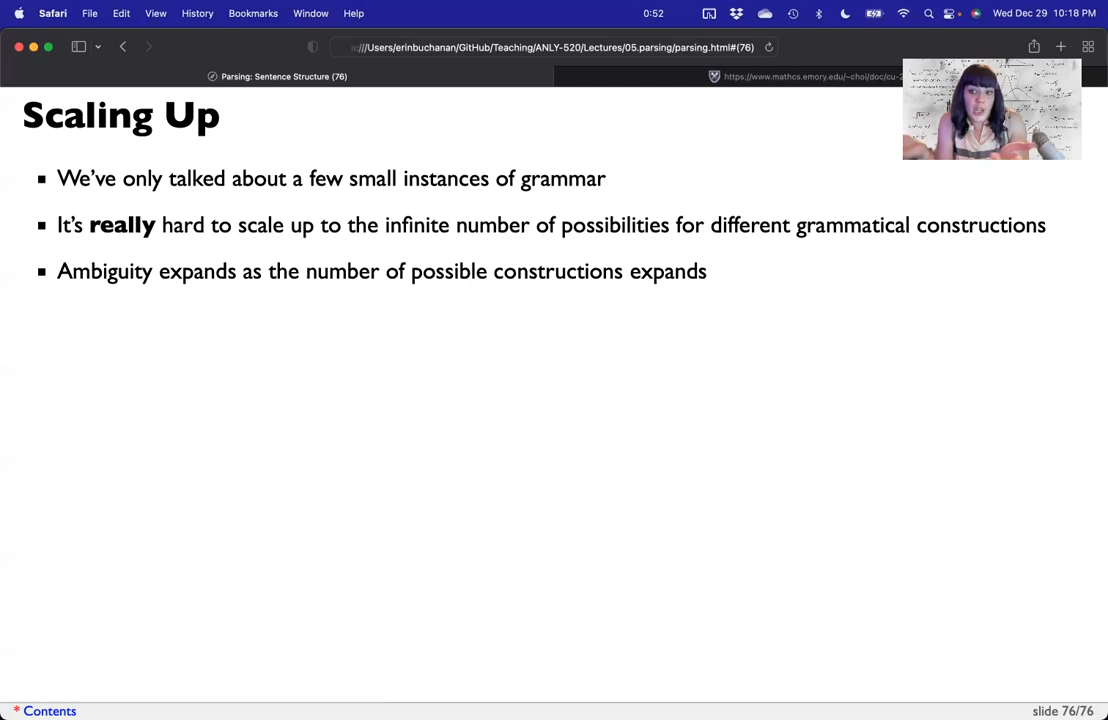 Safari File Edit View History Bookmarks Window Help 0:52 Wed Dec 29 10:18 PM
/Users/erinbuchanan/GitHub/Teaching/ANLY-520/Lectures/05.parsing/parsing.html#(76)
Parsing: Sentence Structure (76) https://www.mathcs.emory.edu/~choi/doc/cu-2
Scaling Up
▪ We've only talked about a few small instances of grammar
▪ It's really hard to scale up to the infinite number of possibilities for different grammatical constructions
▪ Ambiguity expands as the number of possible constructions expands
* Contents slide 76/76